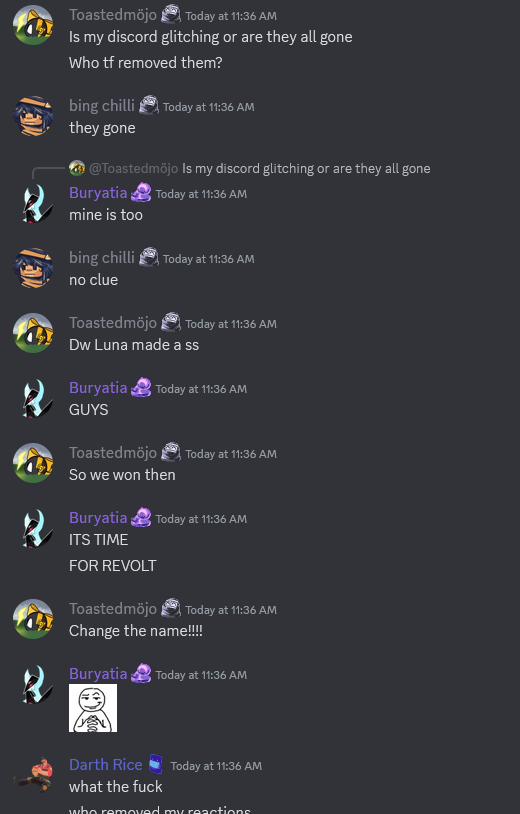 Toastedmöjo Today at 11:36 AM
Is my discord glitching or are they all gone
Who tf removed them?
bing chilli Today at 11:36 AM
they gone
@Toastedmöjo Is my discord glitching or are they all gone
Buryatia Today at 11:36 AM
mine is too
bing chilli Today at 11:36 AM
no clue
Toastedmöjo Today at 11:36 AM
Dw Luna made a ss
Buryatia Today at 11:36 AM
GUYS
Toastedmöjo Today at 11:36 AM
So we won then
Buryatia Today at 11:36 AM
ITS TIME
FOR REVOLT
Toastedmöjo Today at 11:36 AM
Change the name!!!!
Buryatia Today at 11:36 AM
Darth Rice Today at 11:36 AM
what the fuck
who removed my reactions